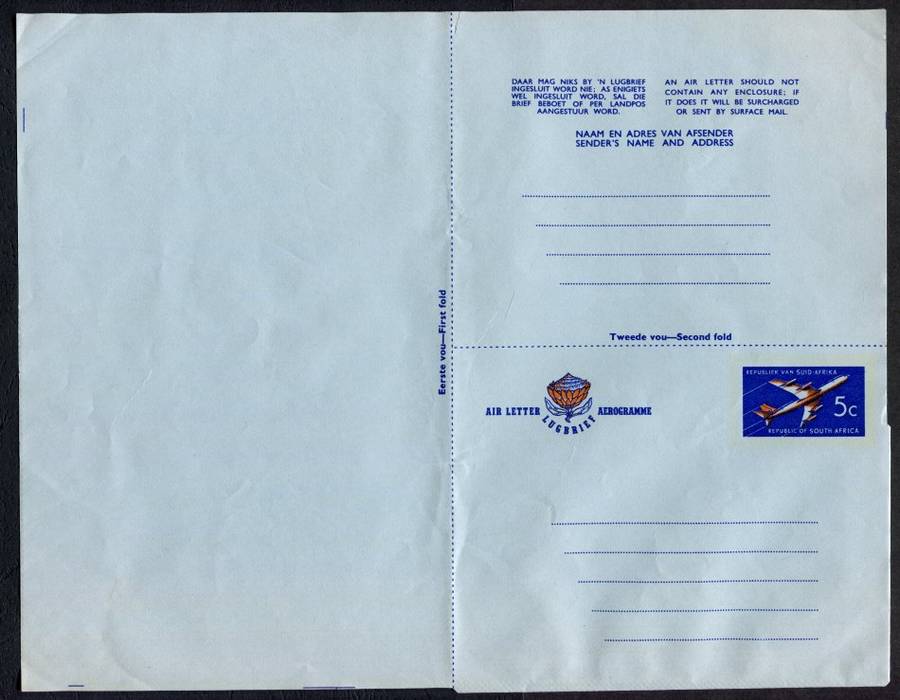 DAAR MAG NIKS BY 'N LUGBRIEF
INGESLUIT WORD NIE; AS ENIGIETS
WEL INGESLUIT WORD, SAL DIE
BRIEF BEBOET OF PER LANDPOS
AANGESTUUR WORD.
AN AIR LETTER SHOULD NOT
CONTAIN ANY ENCLOSURE; IF
IT DOES IT WILL BE SURCHARGED
OR SENT BY SURFACE MAIL.
NAAM EN ADRES VAN AFSENDER
SENDER'S NAME AND ADDRESS
Eerste vou—First fold
Tweede vou—Second fold
AIR LETTER
LUGBRIEF
AEROGRAMME
REPUBLIEK VAN SUID-AFRIKA
5c
REPUBLIC OF SOUTH AFRICA